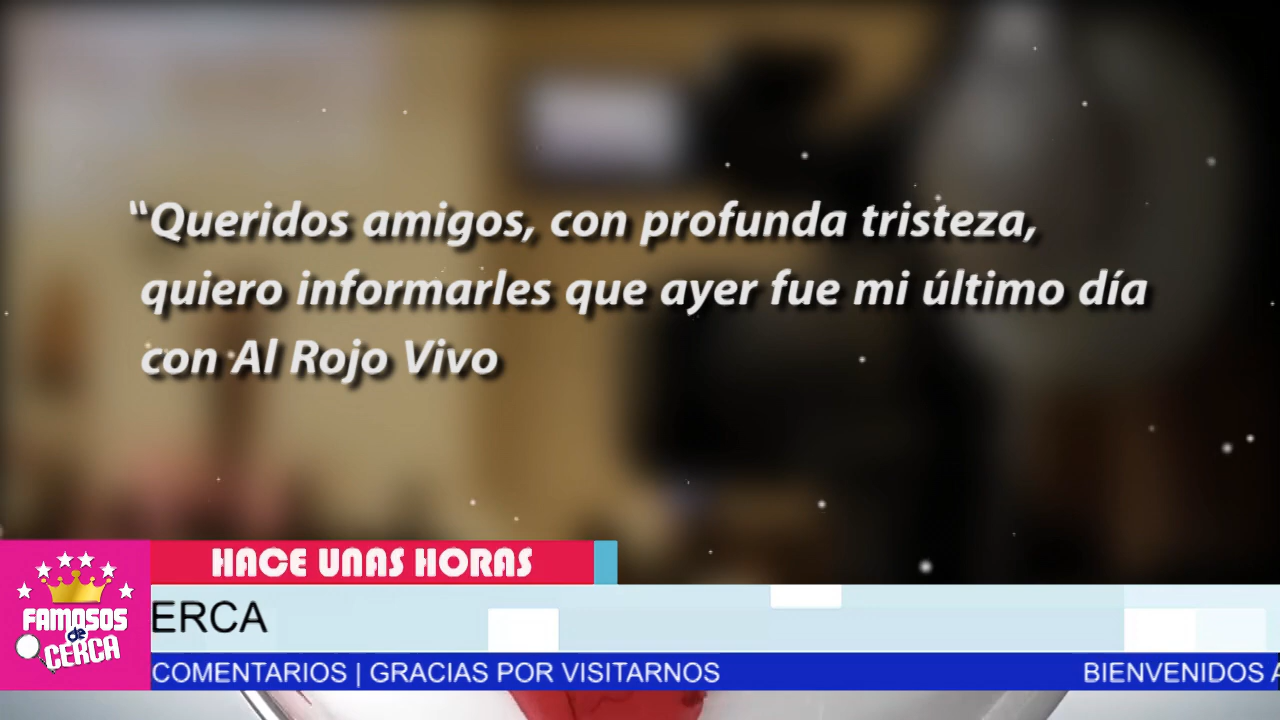 “Queridos amigos, con profunda tristeza,
quiero informarles que ayer fue mi último día
con Al Rojo Vivo
HACE UNAS HORAS
FAMOSOS
de
CERCA
ERCA
COMENTARIOS | GRACIAS POR VISITARNOS
BIENVENIDOS A